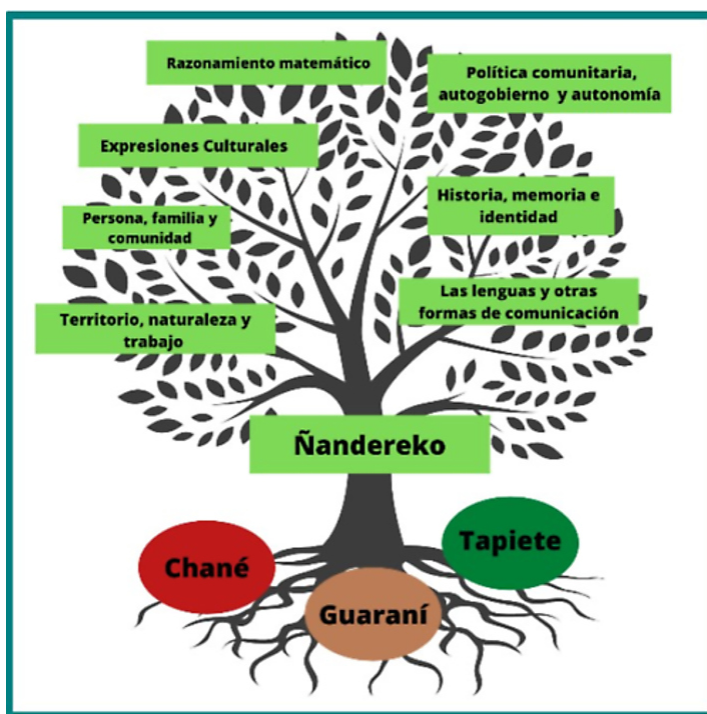 Razonamiento matemático
Política comunitaria,
autogobierno y autonomía
Expresiones Culturales
Historia, memoria e
identidad
Persona, familia y
comunidad
Las lenguas y otras
formas de comunicación
Territorio, naturaleza y
trabajo
Ñandereko
Chané
Tapiete
Guaraní